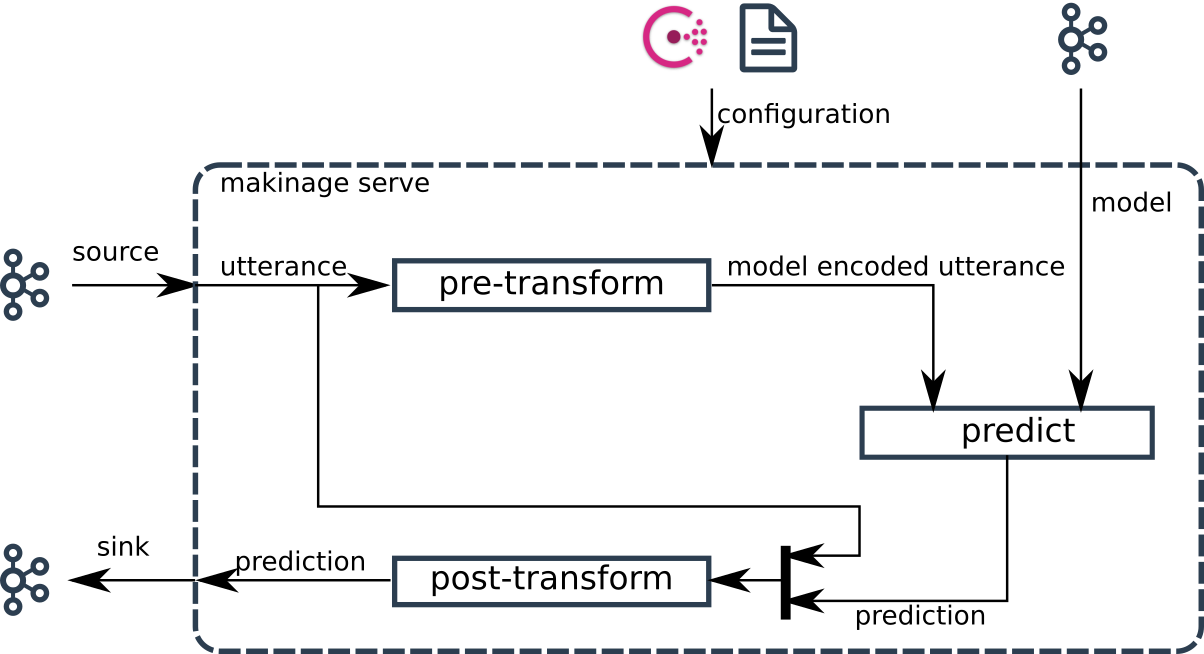 configuration
makinage serve
model
source
utterance
pre-transform
model encoded utterance
predict
sink
prediction
post-transform
prediction